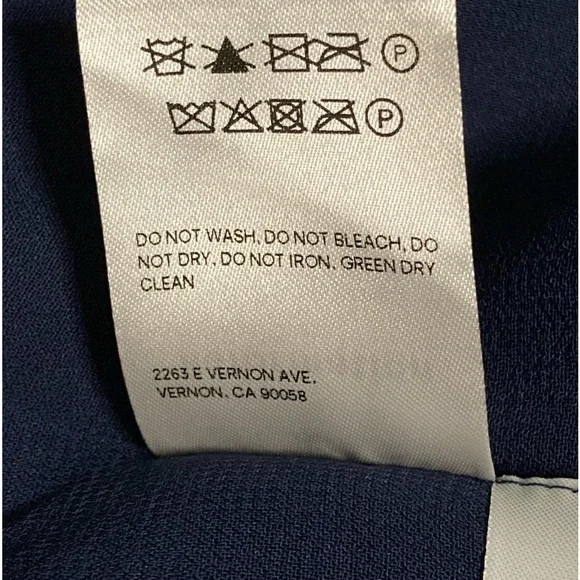 P
P
DO NOT WASH, DO NOT BLEACH, DO
NOT DRY, DO NOT IRON, GREEN DRY
CLEAN
2263 E VERNON AVE.
VERNON, CA 90058